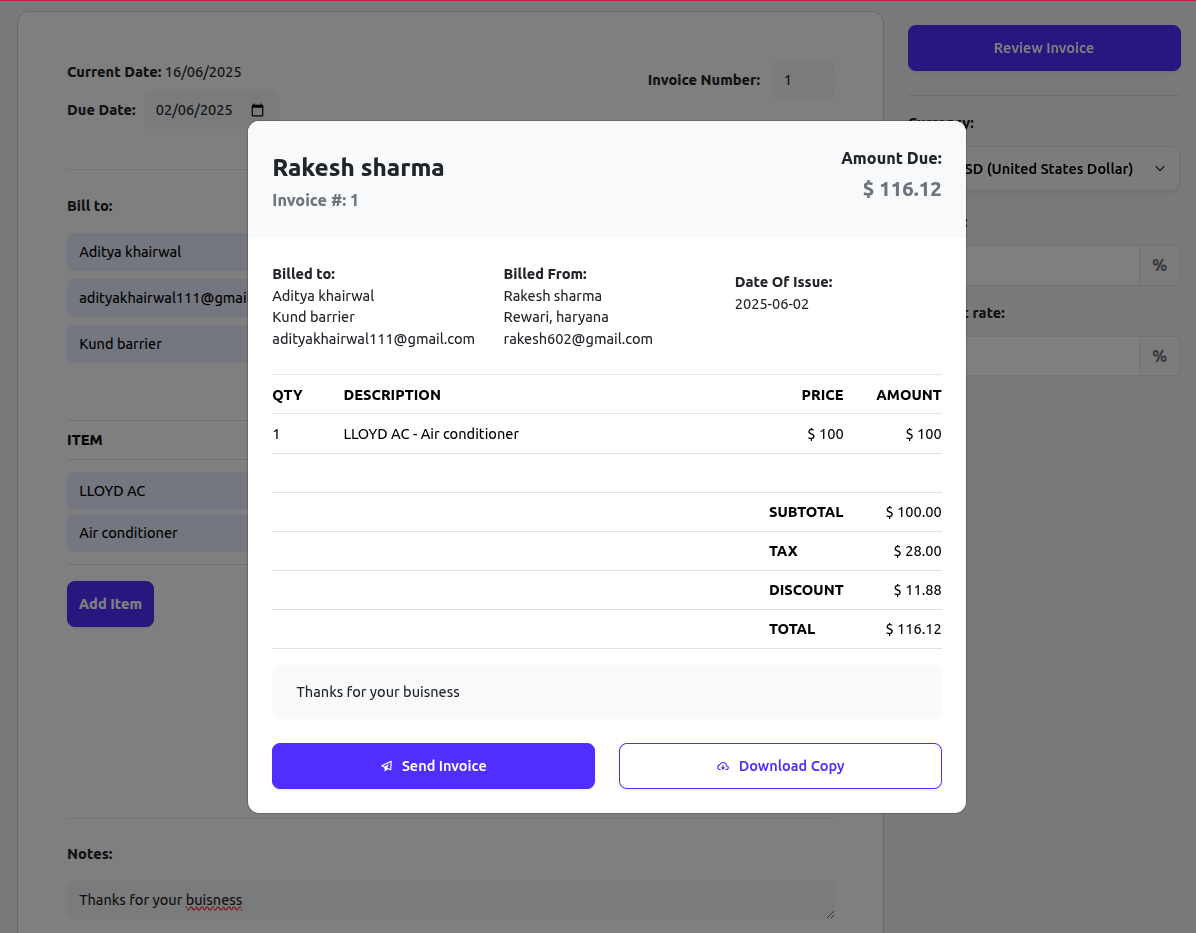 Review Invoice
Current Date: 16/06/2025
Invoice Number: 1
Due Date: 02/06/2025
SD (United States Dollar)
Bill to:
Aditya khairwal
adityakhairwal111@gmai
Kund barrier
%
t rate:
%
ITEM
LLOYD AC
Air conditioner
Add Item
Rakesh sharma
Invoice #: 1
Amount Due:
$ 116.12
Billed to:
Aditya khairwal
Kund barrier
adityakhairwal111@gmail.com
Billed From:
Rakesh sharma
Rewari, haryana
rakesh602@gmail.com
Date Of Issue:
2025-06-02
QTY DESCRIPTION PRICE AMOUNT
1 LLOYD AC - Air conditioner $ 100 $ 100
SUBTOTAL $ 100.00
TAX $ 28.00
DISCOUNT $ 11.88
TOTAL $ 116.12
Thanks for your buisness
Send Invoice
Download Copy
Notes:
Thanks for your buisness